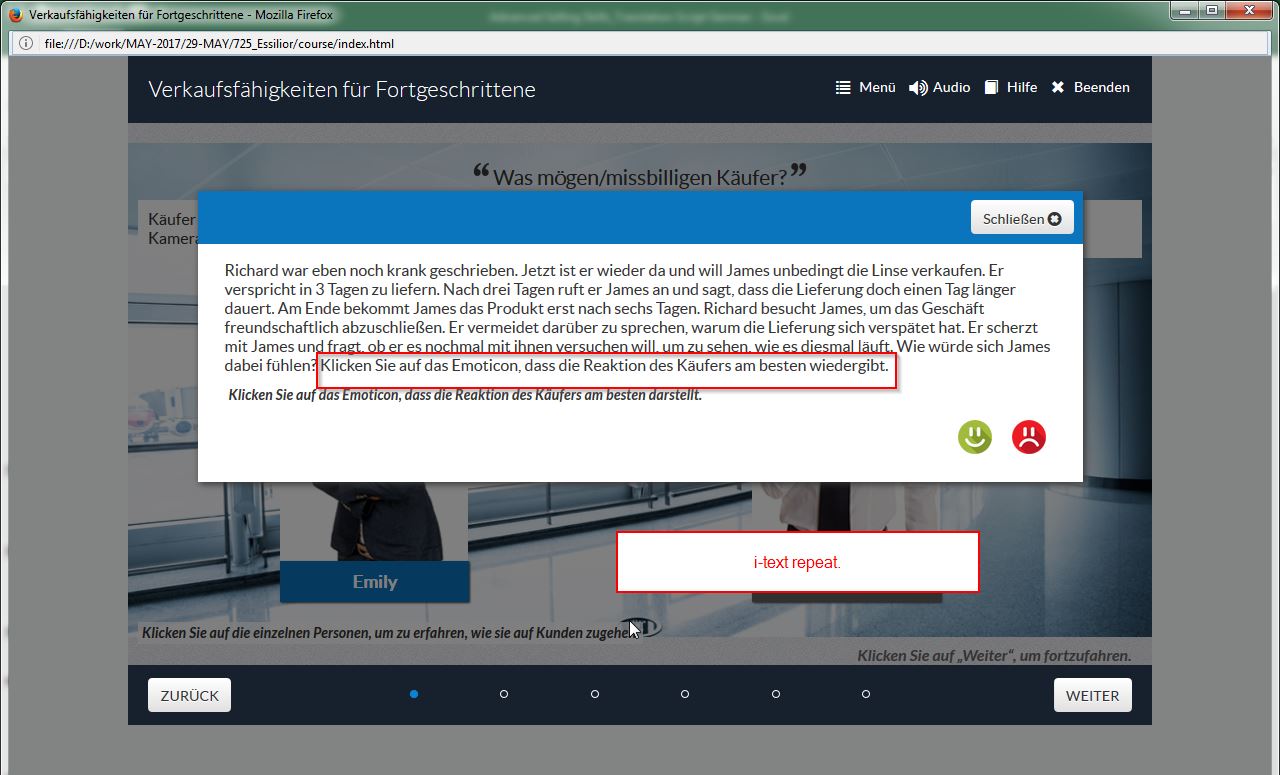 Verkaufsfähigkeiten für Fortgeschrittene - Mozilla Firefox
file:///D:/work/MAY-2017/29-MAY/725_Essilior/course/index.html
Verkaufsfähigkeiten für Fortgeschrittene
Menü Audio Hilfe Beenden
“Was mögen/missbilligen Käufer?”
Käufer
Kamera
Schließen
Richard war eben noch krank geschrieben. Jetzt ist er wieder da und will James unbedingt die Linse verkaufen. Er
verspricht in 3 Tagen zu liefern. Nach drei Tagen ruft er James an und sagt, dass die Lieferung doch einen Tag länger
dauert. Am Ende bekommt James das Produkt erst nach sechs Tagen. Richard besucht James, um das Geschäft
freundschaftlich abzuschließen. Er vermeidet darüber zu sprechen, warum die Lieferung sich verspätet hat. Er scherzt
mit James und fragt, ob er es nochmal mit ihnen versuchen will, um zu sehen, wie es diesmal läuft. Wie würde sich James
dabei fühlen? Klicken Sie auf das Emoticon, dass die Reaktion des Käufers am besten wiedergibt.
Klicken Sie auf das Emoticon, dass die Reaktion des Käufers am besten darstellt.
i-text repeat.
Emily
Klicken Sie auf die einzelnen Personen, um zu erfahren, wie sie auf Kunden zugehe
Klicken Sie auf „Weiter“, um fortzufahren.
ZURÜCK
WEITER